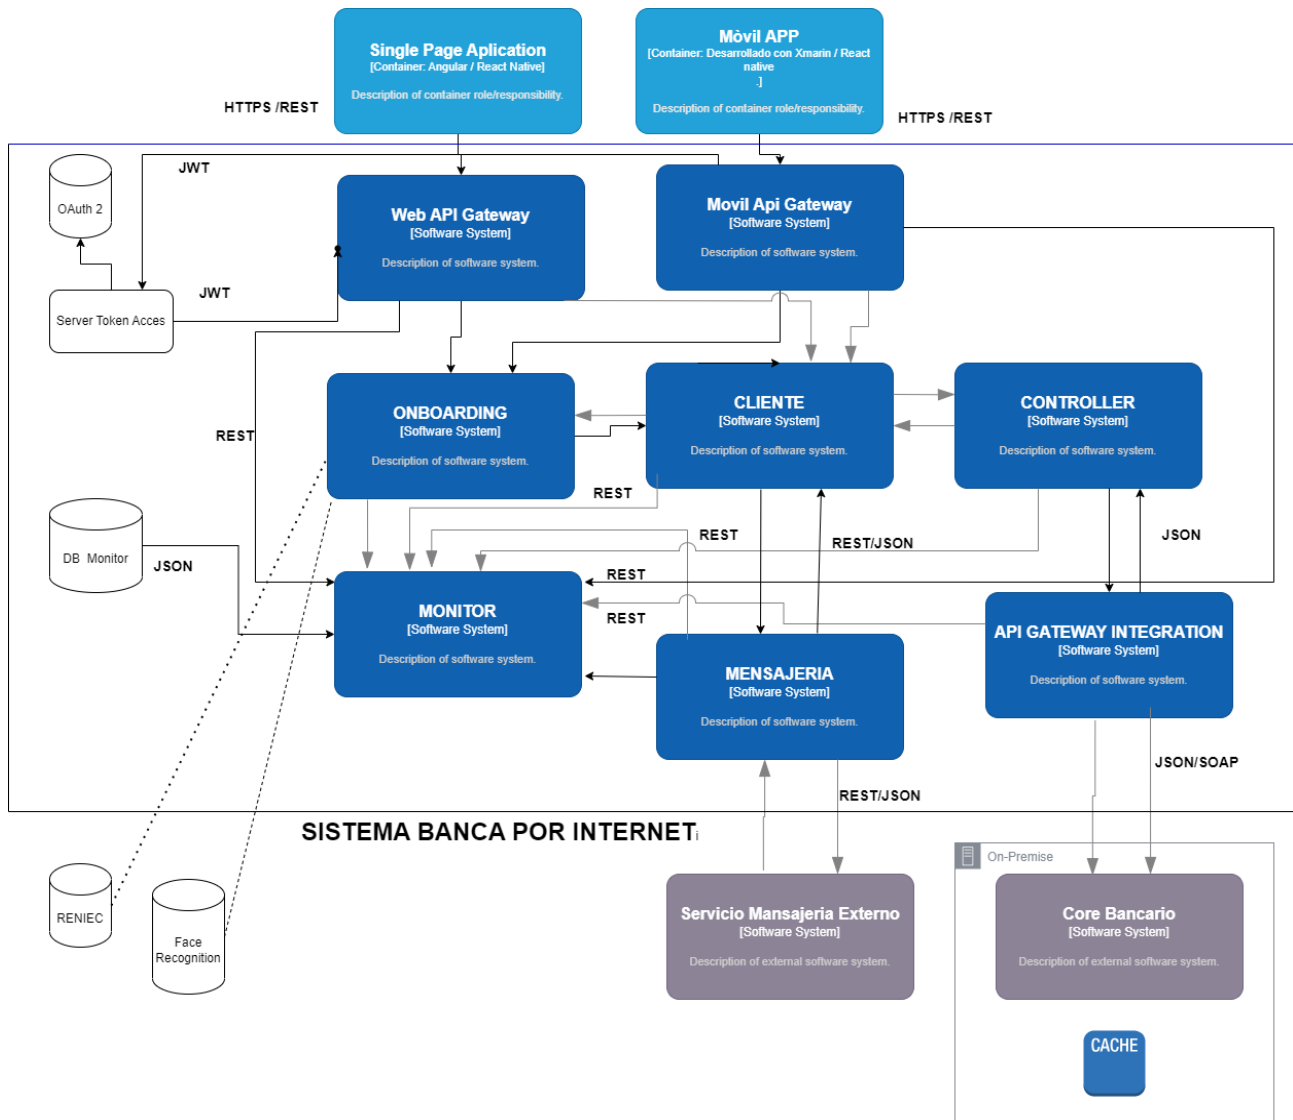 Single Page Aplication
[Container: Angular / React Native]
Description of container role/responsibility.
Mòvil APP
[Container: Desarrollado con Xmarin / React
native
.]
Description of container role/responsibility.
HTTPS /REST
HTTPS /REST
JWT
OAuth 2
Web API Gateway
[Software System]
Description of software system.
Movil Api Gateway
[Software System]
Description of software system.
JWT
Server Token Acces
ONBOARDING
[Software System]
Description of software system.
CLIENTE
[Software System]
Description of software system.
CONTROLLER
[Software System]
Description of software system.
REST
REST
REST
REST/JSON
JSON
DB Monitor
JSON
REST
REST
MONITOR
[Software System]
Description of software system.
API GATEWAY INTEGRATION
[Software System]
Description of software system.
MENSAJERIA
[Software System]
Description of software system.
JSON/SOAP
REST/JSON
SISTEMA BANCA POR INTERNETi
On-Premise
RENIEC
Face
Recognition
Servicio Mansajeria Externo
[Software System]
Description of external software system.
Core Bancario
[Software System]
Description of external software system.
CACHE